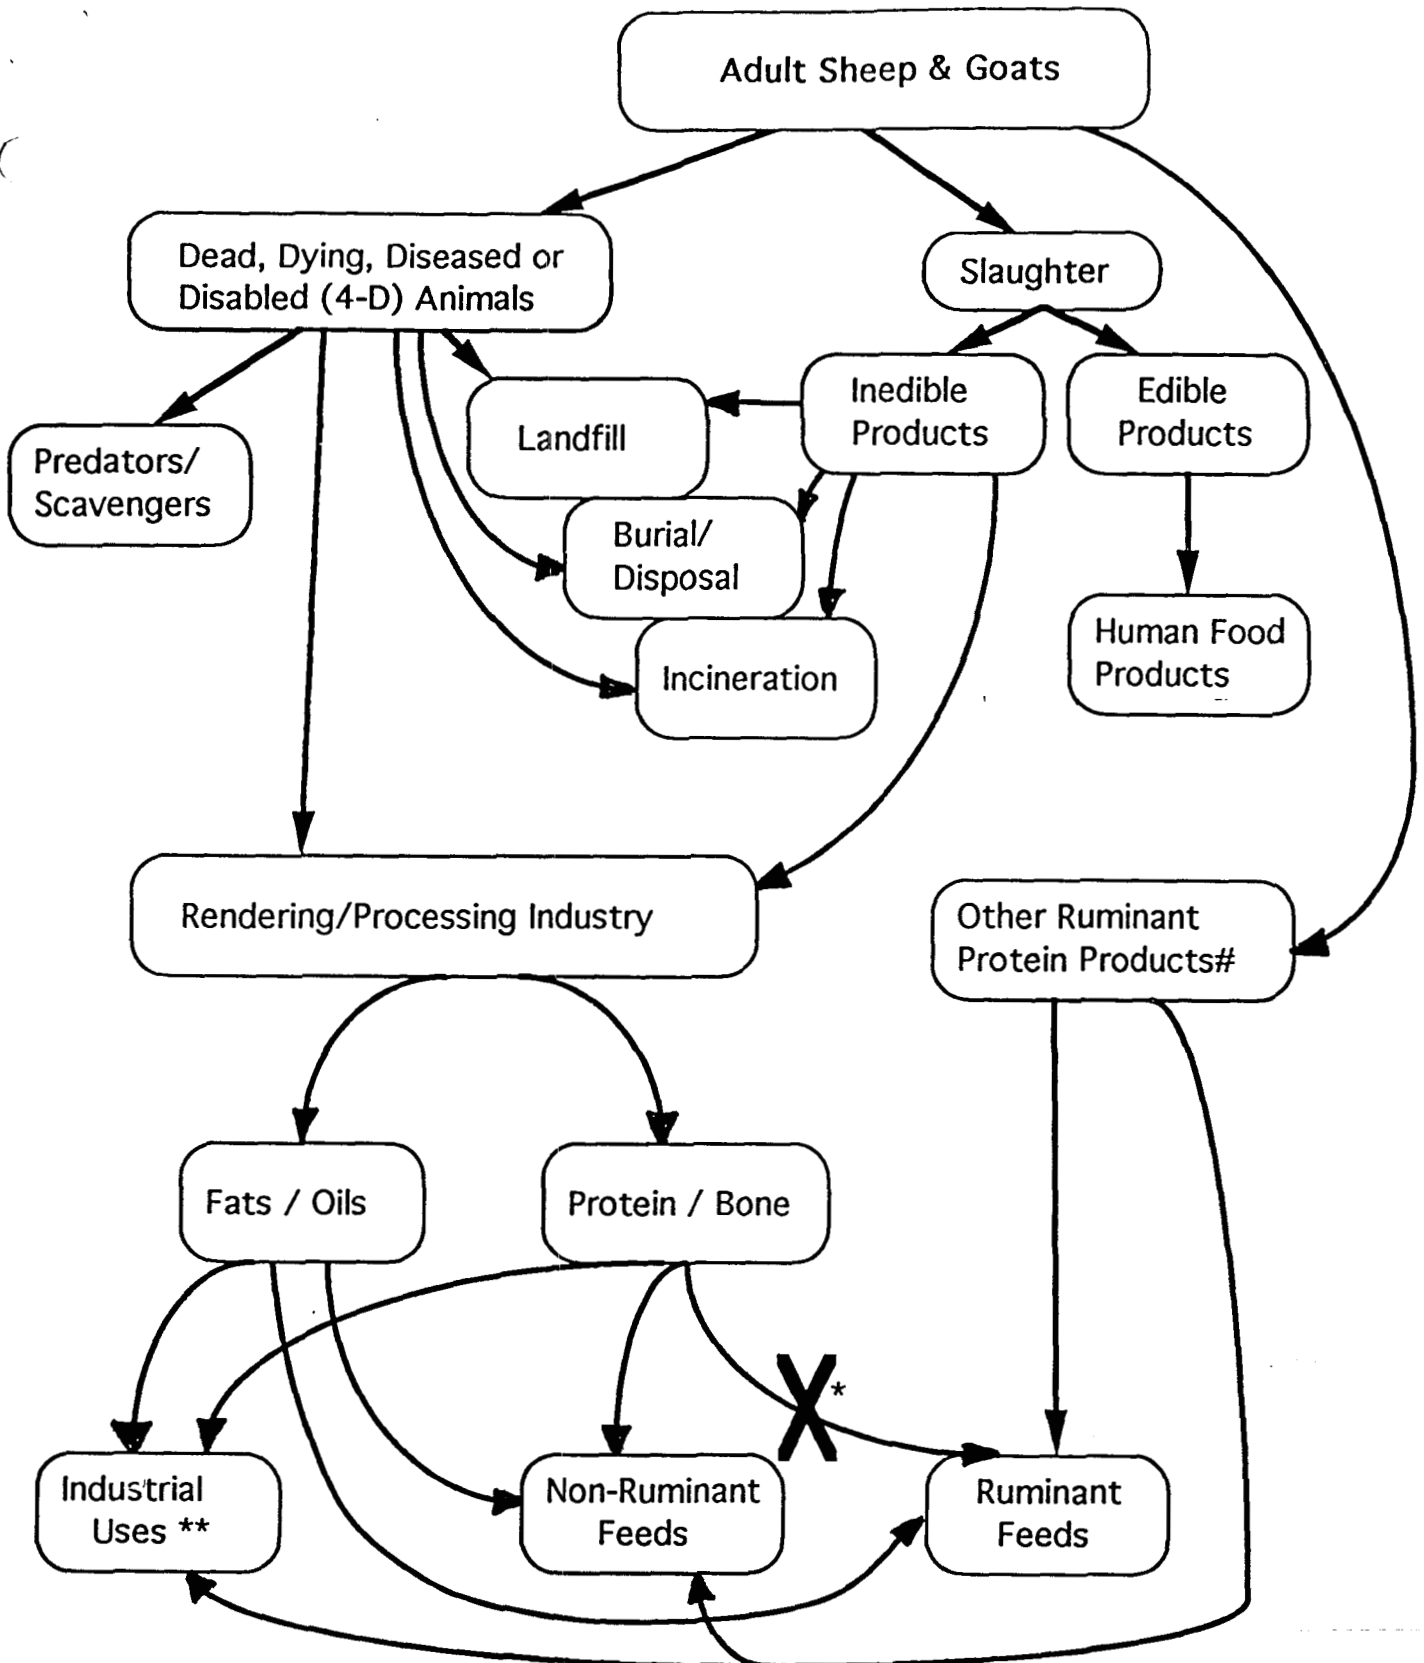 Adult Sheep & Goats
Dead, Dying, Diseased or
Disabled (4-D) Animals
Slaughter
Inedible
Products
Edible
Products
Landfill
Predators/
Scavengers
Burial/
Disposal
Human Food
Products
Incineration
Rendering/Processing Industry
Other Ruminant
Protein Products#
Fats / Oils
Protein / Bone
X*
Industrial
Uses **
Non-Ruminant
Feeds
Ruminant
Feeds